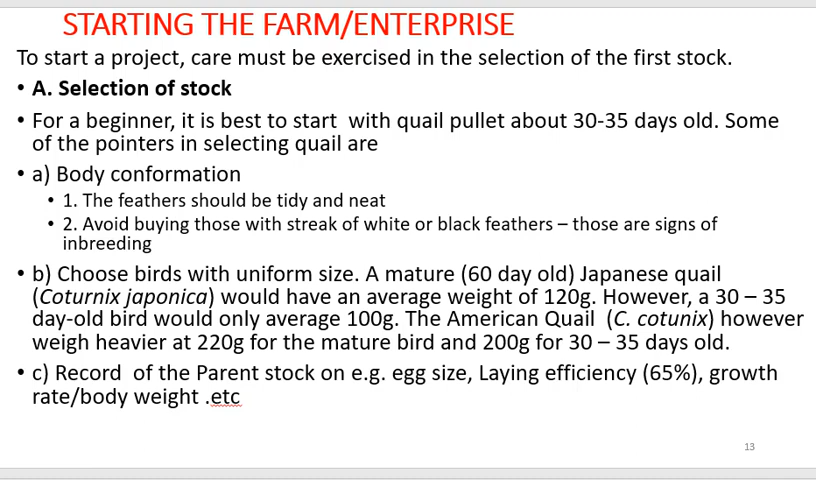 STARTING THE FARM/ENTERPRISE
To start a project, care must be exercised in the selection of the first stock.
• A. Selection of stock
• For a beginner, it is best to start  with quail pullet about 30-35 days old. Some
of the pointers in selecting quail are
• a) Body conformation
• 1. The feathers should be tidy and neat
• 2. Avoid buying those with streak of white or black feathers – those are signs of
inbreeding
• b) Choose birds with uniform size. A mature (60 day old) Japanese quail
(Coturnix japonica) would have an average weight of 120g. However, a 30 – 35
day-old bird would only average 100g. The American Quail  (C. cotunix) however
weigh heavier at 220g for the mature bird and 200g for 30 – 35 days old.
• c) Record  of the Parent stock on e.g. egg size, Laying efficiency (65%), growth
rate/body weight .etc
13